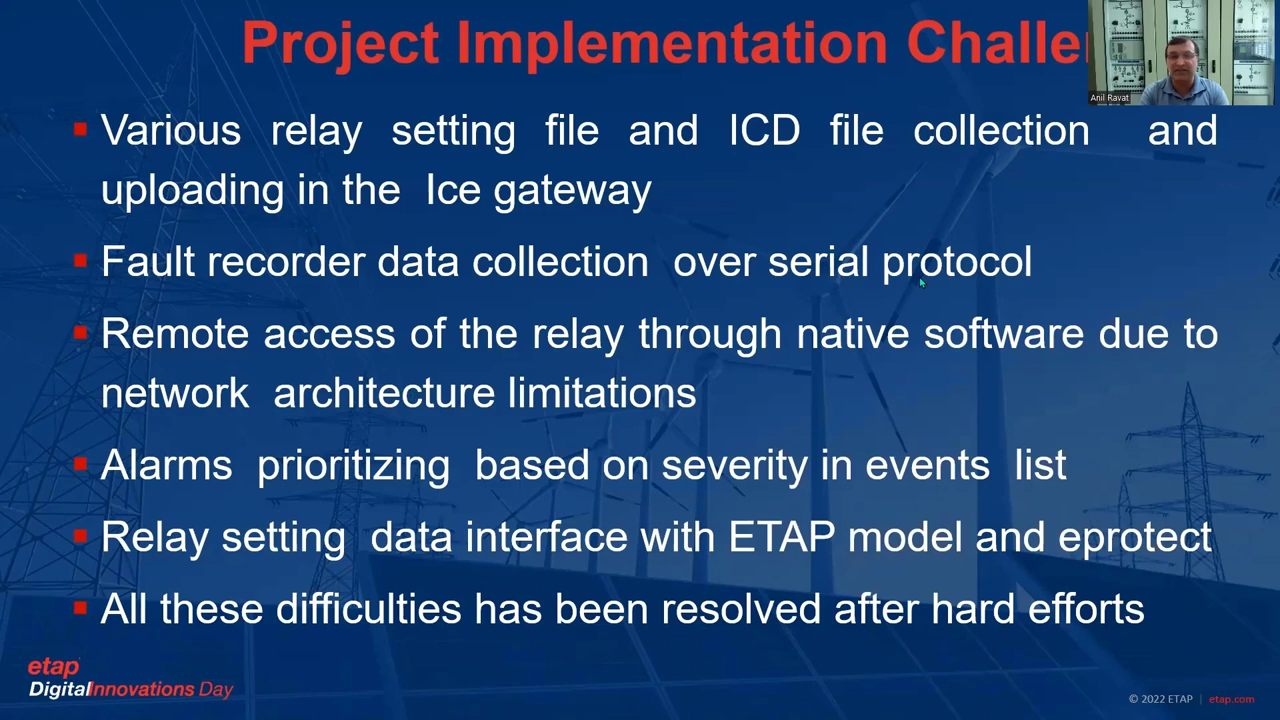 Project Implementation Challe
Anil Ravat
Various relay setting file and ICD file collection and
uploading in the Ice gateway
Fault recorder data collection over serial protocol
Remote access of the relay through native software due to
network architecture limitations
Alarms prioritizing based on severity in events list
Relay setting data interface with ETAP model and eprotect
All these difficulties has been resolved after hard efforts
etap
DigitalInnovations Day
© 2022 ETAP | etap.com